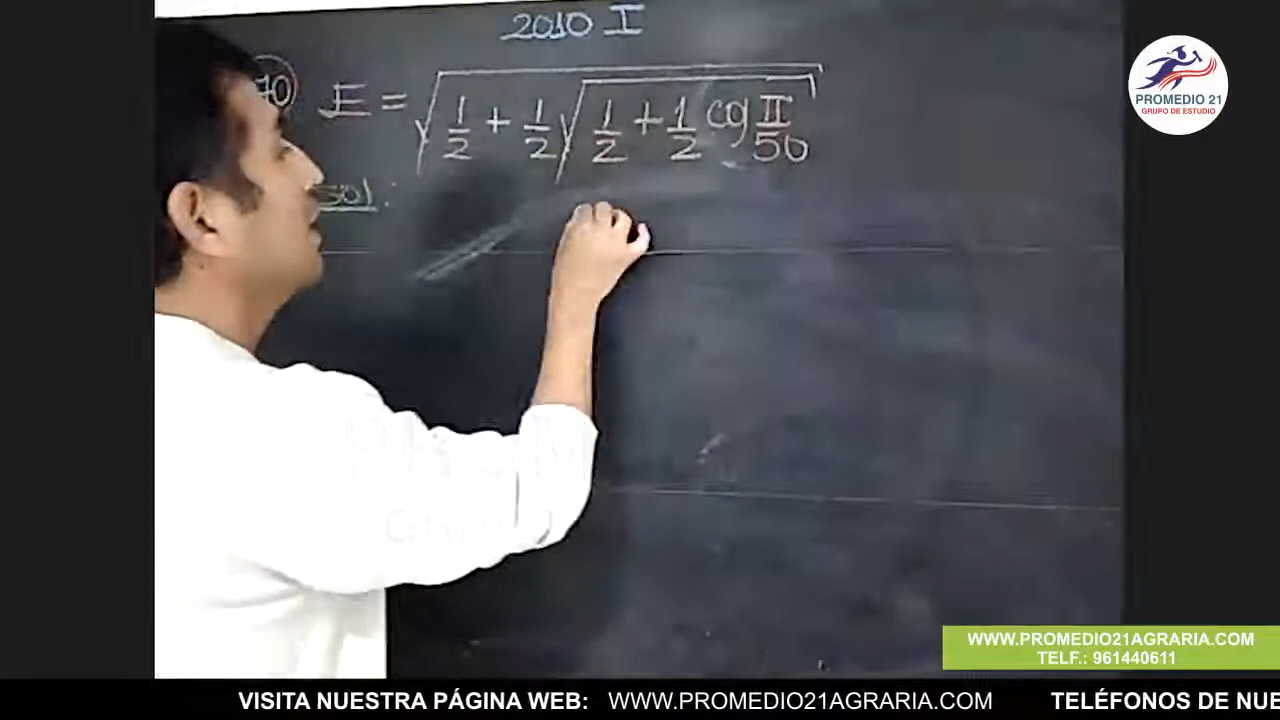 2010 I
70 E = √(1/2 + 1/2 √(1/2 + 1/2 cos π/50))
sol:
PROMEDIO 21
GRUPO DE ESTUDIO
WWW.PROMEDIO21AGRARIA.COM
TELF.: 961440611
VISITA NUESTRA PÁGINA WEB: WWW.PROMEDIO21AGRARIA.COM TELÉFONOS DE NUE